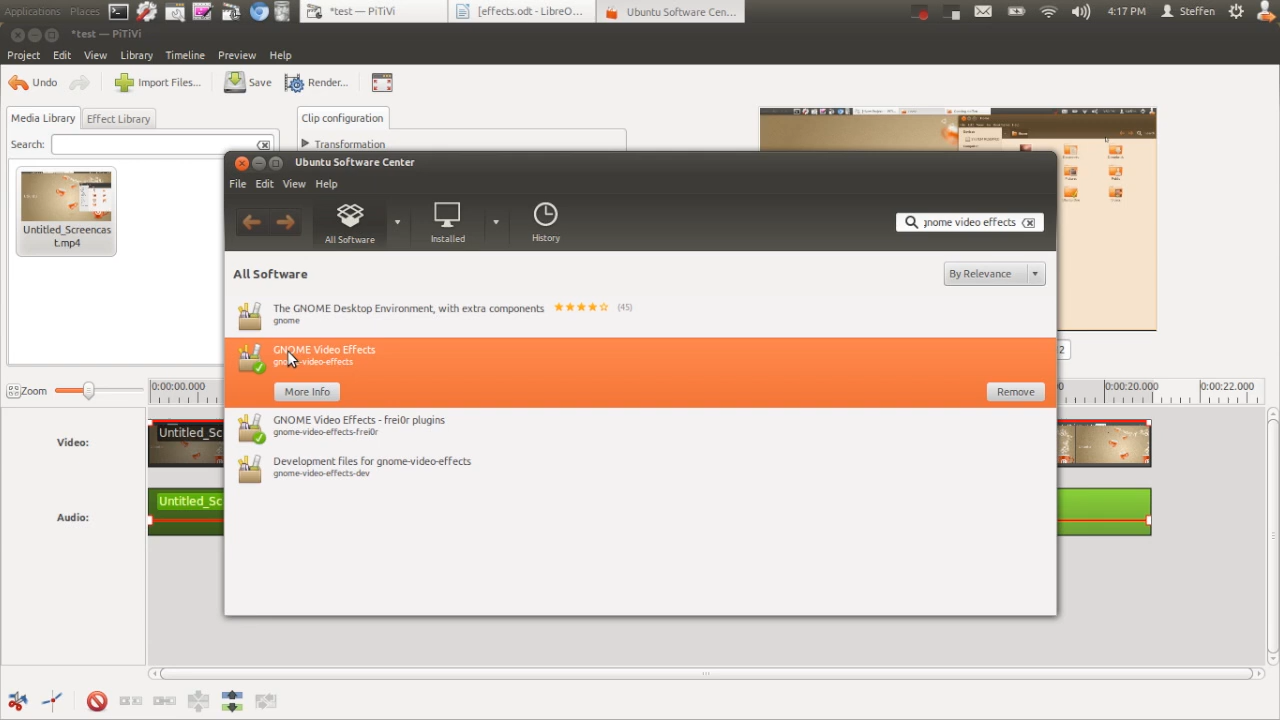 Applications Places *test — PiTiVi [effects.odt - LibreO... Ubuntu Software Cen... 4:17 PM Steffen
*test — PiTiVi
Project Edit View Library Timeline Preview Help
Undo Import Files... Save Render...
Media Library Effect Library Clip configuration
Search: Transformation
Untitled_Screencas
t.mp4
Ubuntu Software Center
File Edit View Help
All Software Installed History
gnome video effects
All Software By Relevance
The GNOME Desktop Environment, with extra components (45)
gnome
GNOME Video Effects
gnome-video-effects
More Info Remove
GNOME Video Effects - frei0r plugins
gnome-video-effects-frei0r
Development files for gnome-video-effects
gnome-video-effects-dev
2
Zoom 0:00:00.000 0:00:20.000 0:00:22.000
Video: Untitled_Sc
Audio: Untitled_Sc